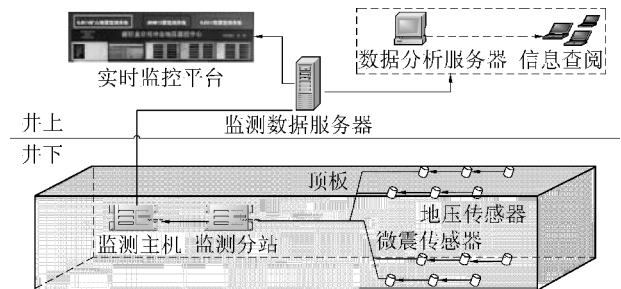 实时监控平台
数据分析服务器
信息查阅
监测数据服务器
井上
井下
顶板
地压传感器
监测主机
监测分站
微震传感器